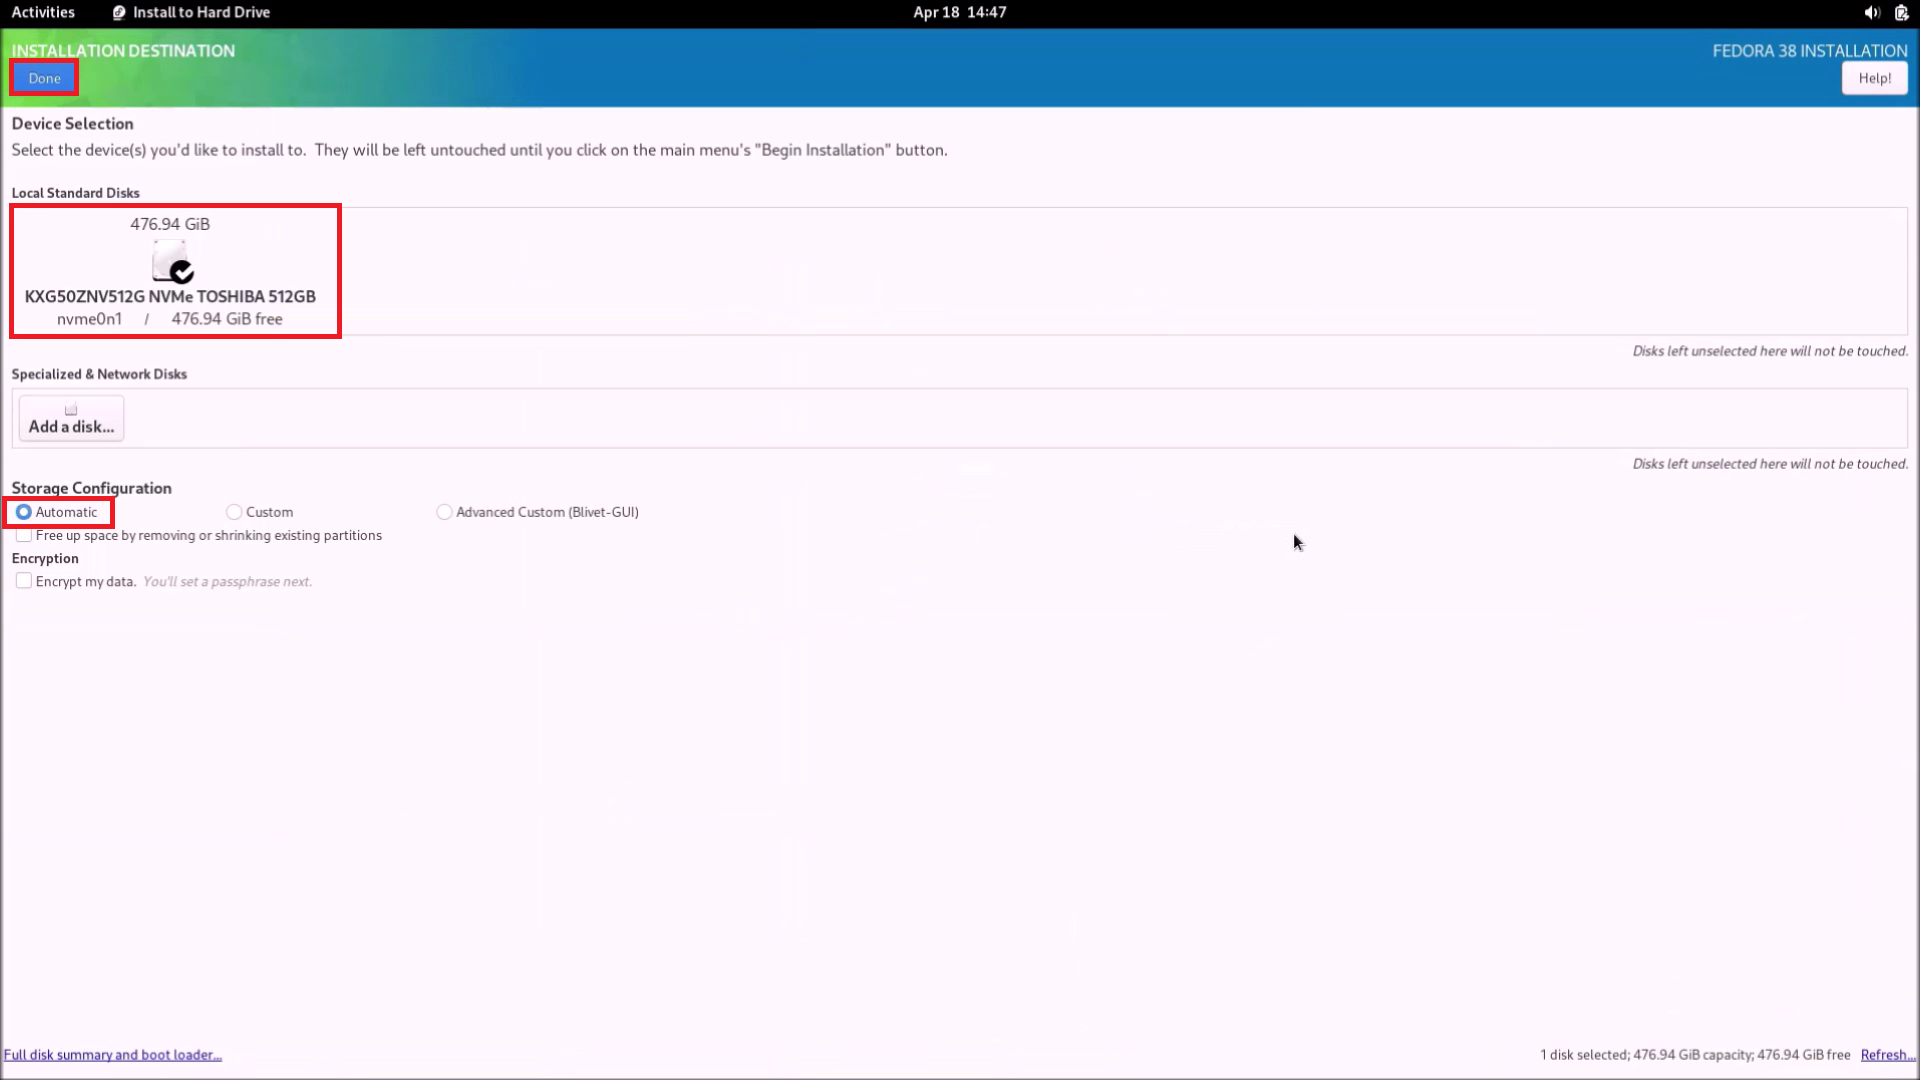 Activities Install to Hard Drive Apr 18 14:47
INSTALLATION DESTINATION FEDORA 38 INSTALLATION
Done Help!
Device Selection
Select the device(s) you'd like to install to. They will be left untouched until you click on the main menu's "Begin Installation" button.
Local Standard Disks
476.94 GiB
KXG50ZNV512G NVMe TOSHIBA 512GB
nvme0n1 / 476.94 GiB free
Disks left unselected here will not be touched.
Specialized & Network Disks
Add a disk...
Disks left unselected here will not be touched.
Storage Configuration
Automatic Custom Advanced Custom (Blivet-GUI)
Free up space by removing or shrinking existing partitions
Encryption
Encrypt my data. You'll set a passphrase next.
Full disk summary and boot loader... 1 disk selected; 476.94 GiB capacity; 476.94 GiB free Refresh...